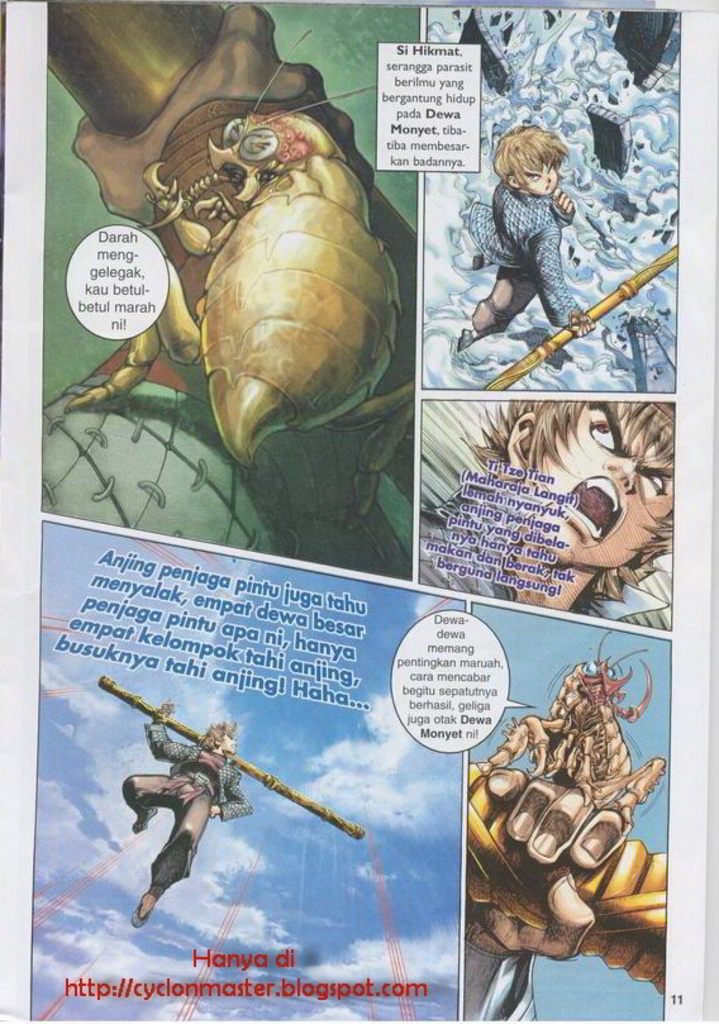 Si Hikmat,
serangga parasit
berilmu yang
bergantung hidup
pada Dewa
Monyet, tiba-
tiba membesar-
kan badannya.
Darah
meng-
gelegak,
kau betul-
betul marah
ni!
Ti Tze Tian
(Maharaja Langit)
lemah nyanyuk,
anjing penjaga
pintu yang dibela-
nya hanya tahu
makan dan berak, tak
berguna langsung!
Anjing penjaga pintu juga tahu
menyalak, empat dewa besar
penjaga pintu apa ni, hanya
empat kelompok tahi anjing,
busuknya tahi anjing! Haha...
Dewa-
dewa
memang
pentingkan maruah,
cara mencabar
begitu sepatutnya
berhasil, geliga
juga otak Dewa
Monyet ni!
Hanya di
http://cyclonmaster.blogspot.com
11